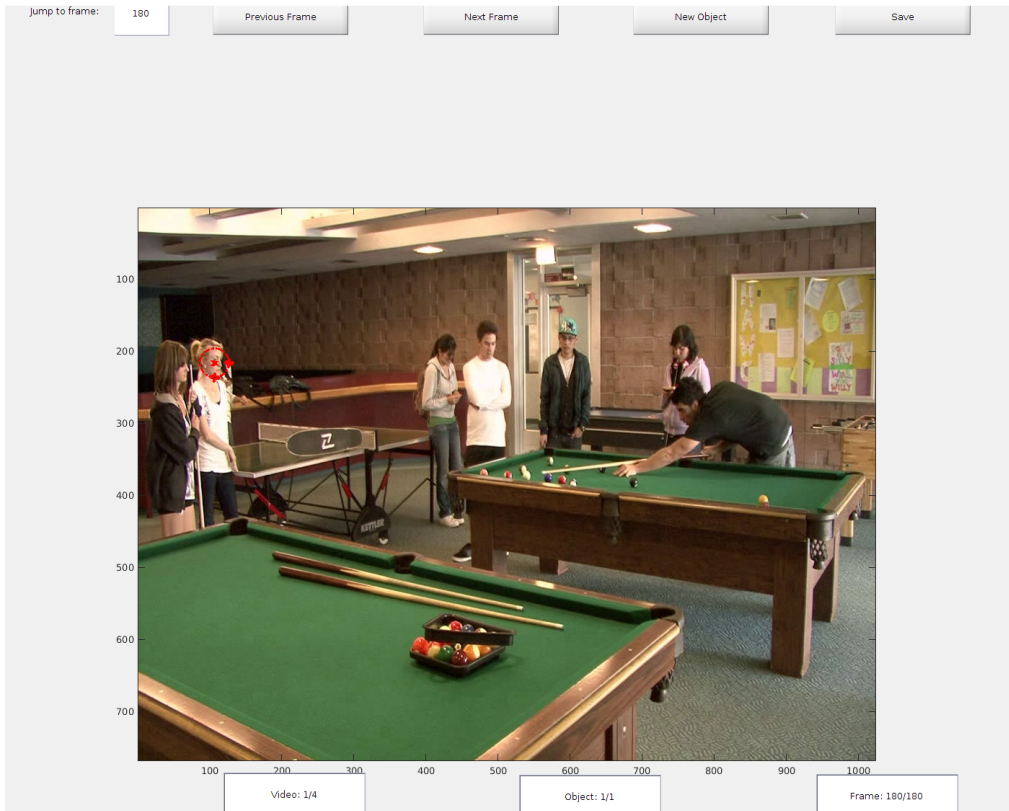 Jump to frame:
180
Previous Frame
Next Frame
New Object
Save
100
200
300
400
500
600
700
Z
KETTLER
100
200
300
400
500
600
700
800
900
1000
Video: 1/4
Object: 1/1
Frame: 180/180